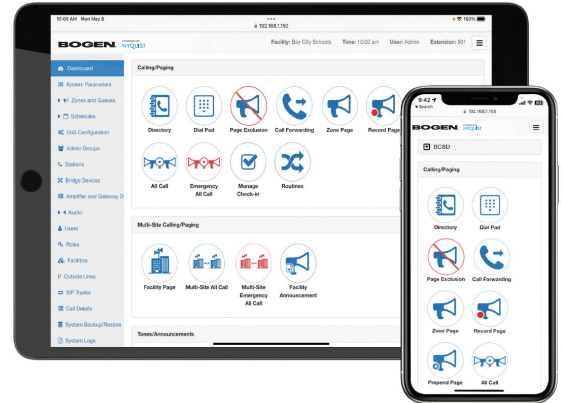 10:09 AM Mon May 8
100%
192.168.1.150
BOGEN
NYQUIST
Facility: Bay City Schools Time: 10:00 am User: Admin Extension: 501
Dashboard
System Parameters
Zones and Queues
Schedules
CoS Configuration
Admin Groups
Stations
Bridge Devices
Amplifier and Gateway D
Audio
Users
Roles
Facilities
Outside Lines
SIP Trunks
Call Details
System Backup/Restore
System Logs
Calling/Paging
Directory Dial Pad Page Exclusion Call Forwarding Zone Page Record Page
All Call Emergency All Call Manage Check-in Routines
Multi-Site Calling/Paging
Facility Page Multi-Site All Call Multi-Site Emergency All Call Facility Announcement
Tones/Announcements
9:42
Search
93
192.168.1.150
BOGEN
NYQUIST
BCSD
Calling/Paging
Directory Dial Pad
Page Exclusion Call Forwarding
Zone Page Record Page
Prepend Page All Call